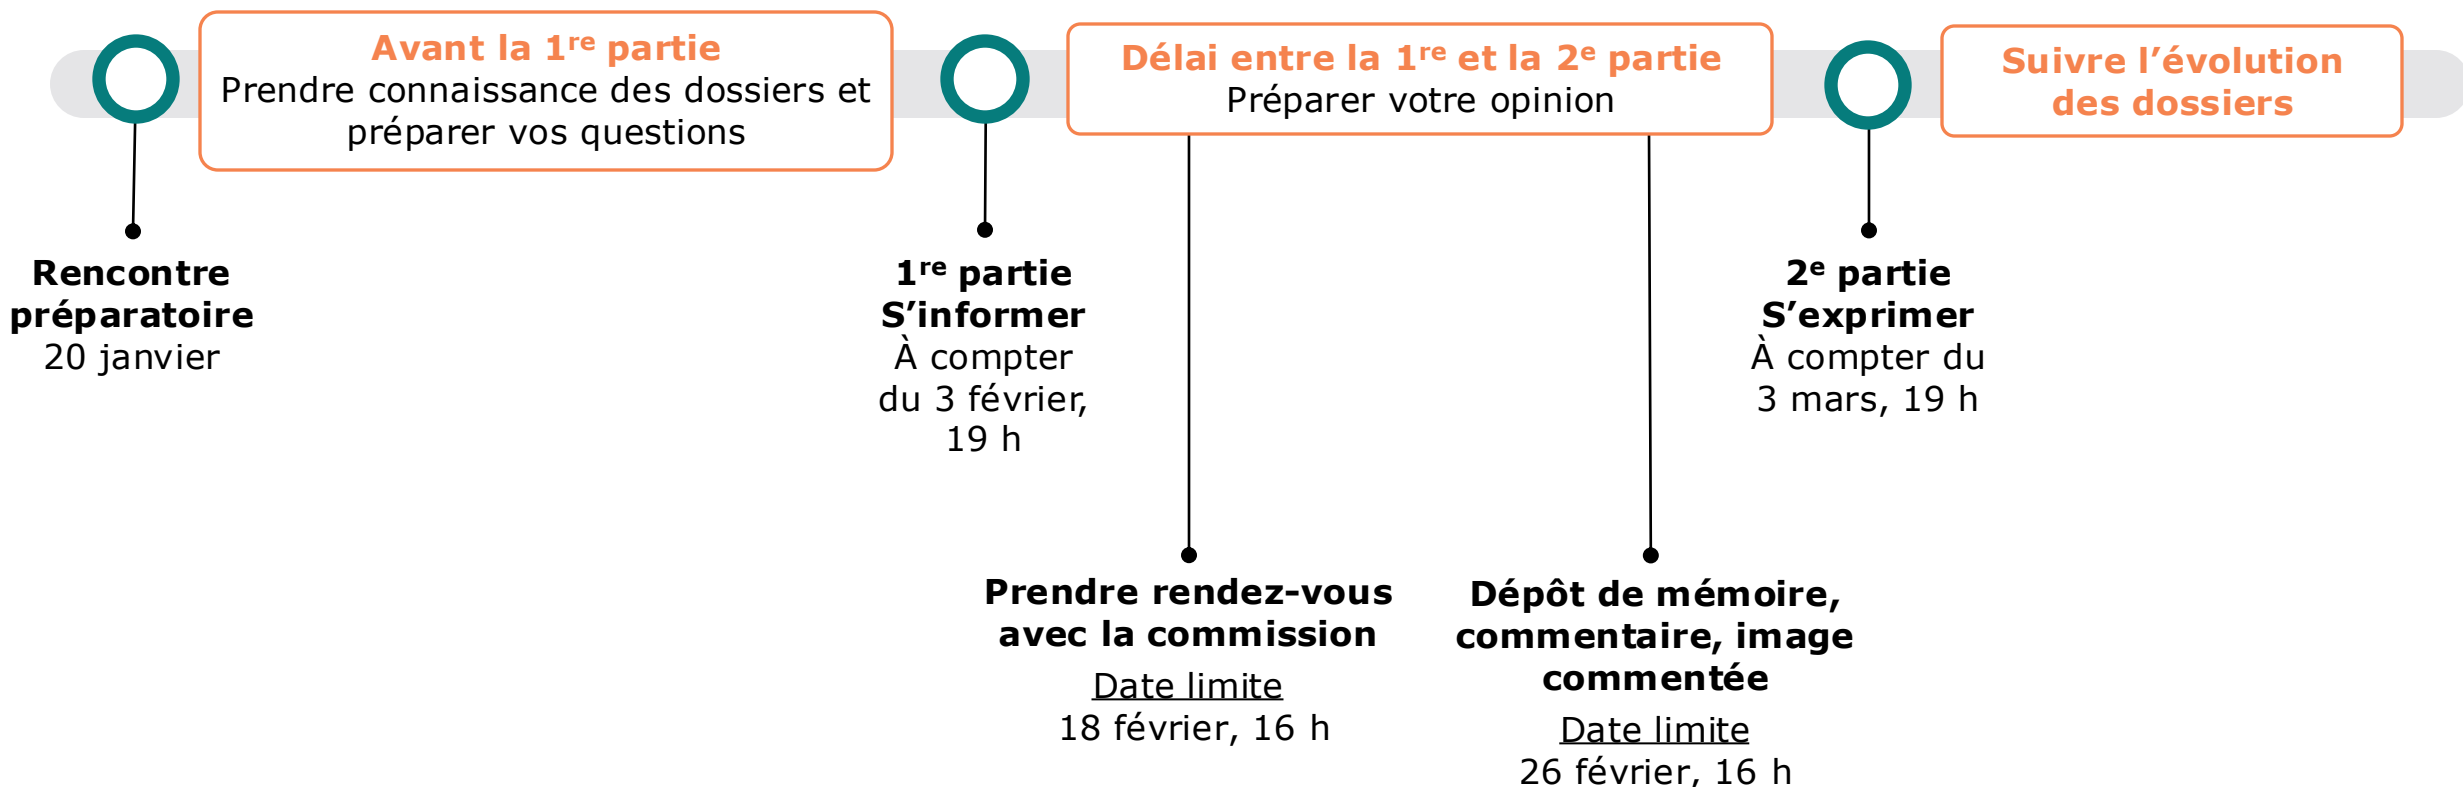 Avant la 1re partie
Prendre connaissance des dossiers et
préparer vos questions
Délai entre la 1re et la 2e partie
Préparer votre opinion
Suivre l’évolution
des dossiers
Rencontre
préparatoire
20 janvier
1re partie
S’informer
À compter
du 3 février,
19 h
2e partie
S’exprimer
À compter du
3 mars, 19 h
Prendre rendez-vous
avec la commission
Date limite
18 février, 16 h
Dépôt de mémoire,
commentaire, image
commentée
Date limite
26 février, 16 h